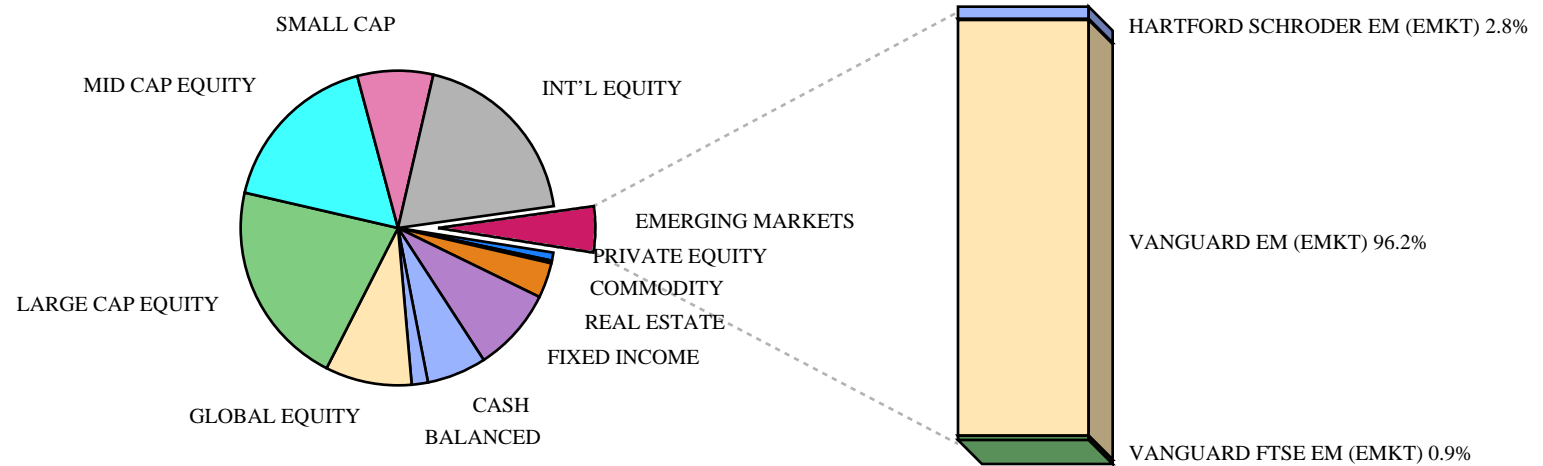 SMALL CAP
MID CAP EQUITY
INT'L EQUITY
EMERGING MARKETS
PRIVATE EQUITY
COMMODITY
LARGE CAP EQUITY
REAL ESTATE
FIXED INCOME
CASH
GLOBAL EQUITY
BALANCED
HARTFORD SCHRODER EM (EMKT) 2.8%
VANGUARD EM (EMKT) 96.2%
VANGUARD FTSE EM (EMKT) 0.9%